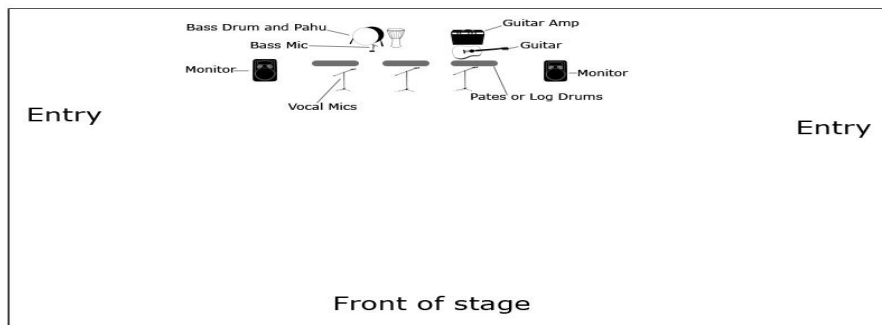 Bass Drum and Pahu
Guitar Amp
Bass Mic
Guitar
Monitor
Monitor
Vocal Mics
Pates or Log Drums
Entry
Entry
Front of stage